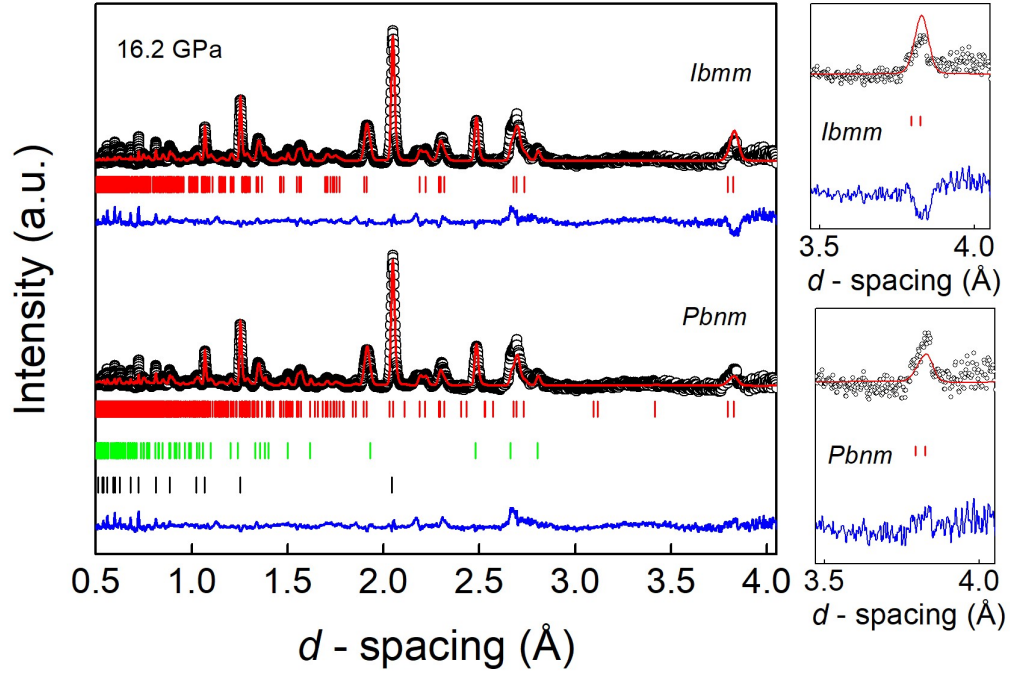 16.2 GPa
Ibmm
Pbnm
Intensity (a.u.)
0.5 1.0 1.5 2.0 2.5 3.0 3.5 4.0
d - spacing (Å)
Ibmm
3.5 4.0
d - spacing (Å)
Pbnm
3.5 4.0
d - spacing (Å)